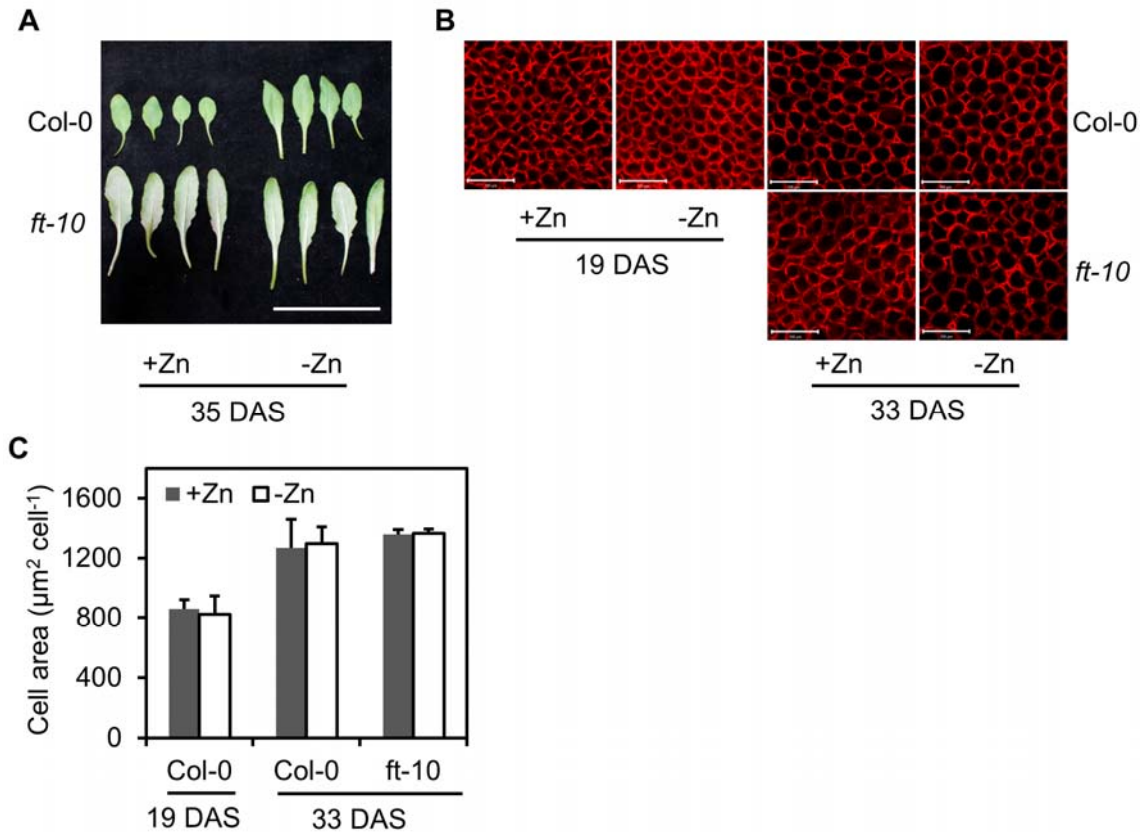 A
Col-0
ft-10
+Zn -Zn
35 DAS
B
Col-0
+Zn -Zn
19 DAS
ft-10
+Zn -Zn
33 DAS
C
Cell area (µm² cell⁻¹)
+Zn -Zn
1600
1200
800
400
0
Col-0 Col-0 ft-10
19 DAS 33 DAS